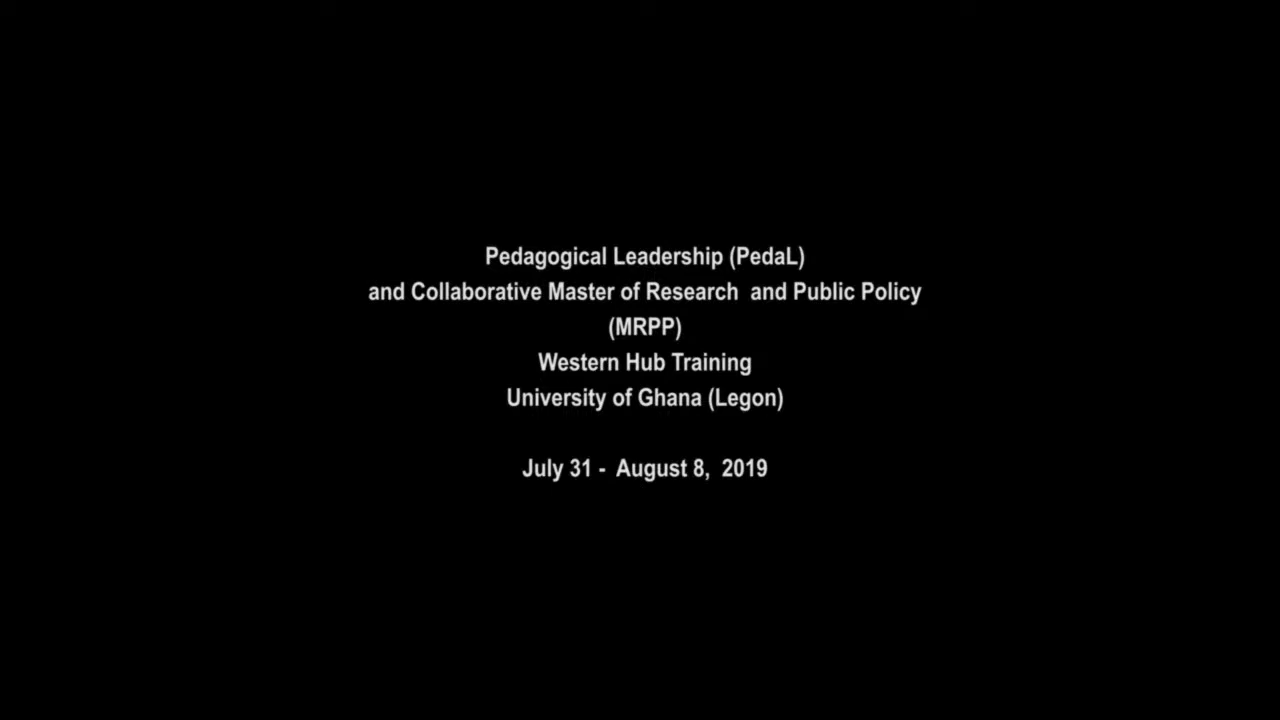 Pedagogical Leadership (PedaL)
and Collaborative Master of Research  and Public Policy
(MRPP)
Western Hub Training
University of Ghana (Legon)
July 31 -  August 8,  2019